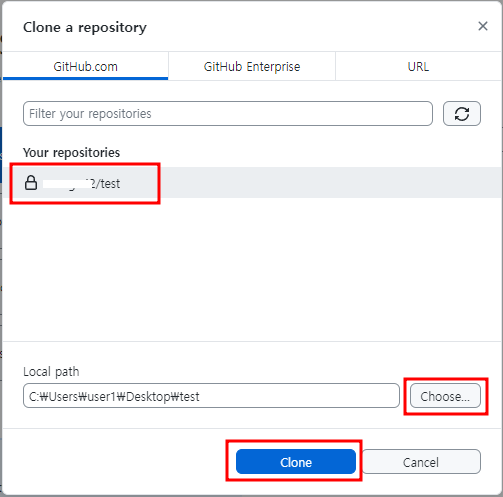 Clone a repository
GitHub.com GitHub Enterprise URL
Filter your repositories
Your repositories
2/test
Local path
C:₩Users₩user1₩Desktop₩test Choose...
Clone Cancel